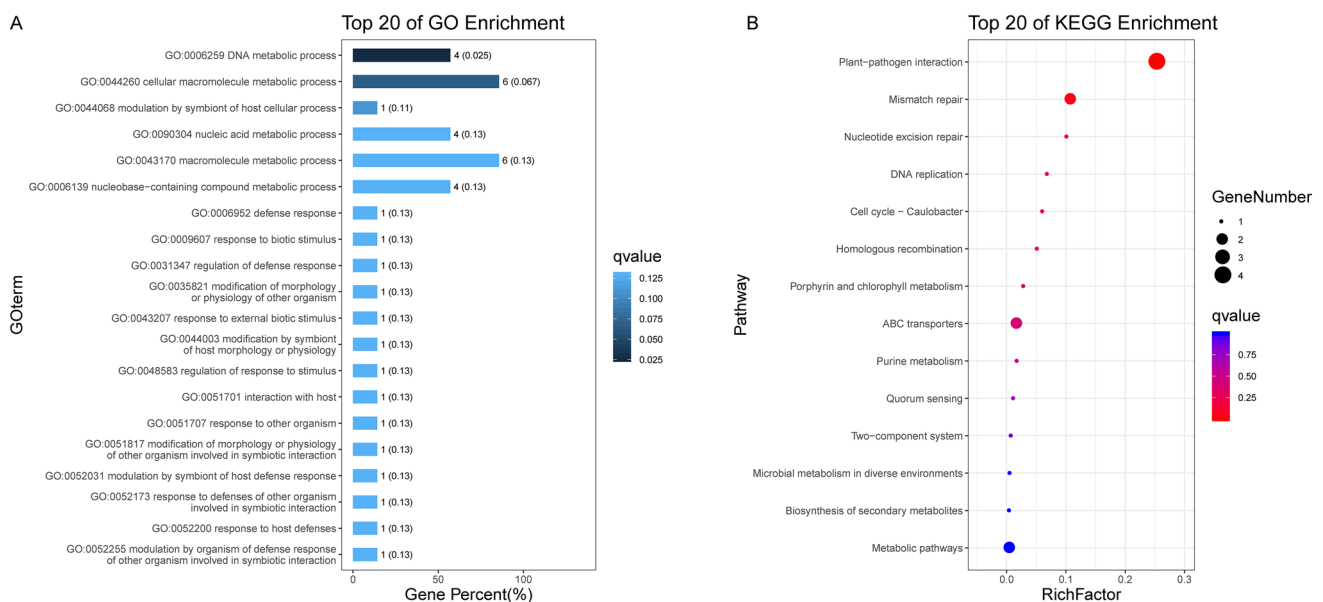 A
Top 20 of GO Enrichment
GOterm
GO:0006259 DNA metabolic process
4 (0.025)
GO:0044260 cellular macromolecule metabolic process
6 (0.067)
GO:0044068 modulation by symbiont of host cellular process
1 (0.11)
GO:0090304 nucleic acid metabolic process
4 (0.13)
GO:0043170 macromolecule metabolic process
6 (0.13)
GO:0006139 nucleobase−containing compound metabolic process
4 (0.13)
GO:0006952 defense response
1 (0.13)
GO:0009607 response to biotic stimulus
1 (0.13)
GO:0031347 regulation of defense response
1 (0.13)
GO:0035821 modification of morphology
or physiology of other organism
1 (0.13)
GO:0043207 response to external biotic stimulus
1 (0.13)
GO:0044003 modification by symbiont
of host morphology or physiology
1 (0.13)
GO:0048583 regulation of response to stimulus
1 (0.13)
GO:0051701 interaction with host
1 (0.13)
GO:0051707 response to other organism
1 (0.13)
GO:0051817 modification of morphology or physiology
of other organism involved in symbiotic interaction
1 (0.13)
GO:0052031 modulation by symbiont of host defense response
1 (0.13)
GO:0052173 response to defenses of other organism
involved in symbiotic interaction
1 (0.13)
GO:0052200 response to host defenses
1 (0.13)
GO:0052255 modulation by organism of defense response
of other organism involved in symbiotic interaction
1 (0.13)
0 50 100
Gene Percent(%)
qvalue
0.125
0.100
0.075
0.050
0.025
B
Top 20 of KEGG Enrichment
Pathway
Plant−pathogen interaction
Mismatch repair
Nucleotide excision repair
DNA replication
Cell cycle − Caulobacter
Homologous recombination
Porphyrin and chlorophyll metabolism
ABC transporters
Purine metabolism
Quorum sensing
Two−component system
Microbial metabolism in diverse environments
Biosynthesis of secondary metabolites
Metabolic pathways
0.0 0.1 0.2 0.3
RichFactor
GeneNumber
1
2
3
4
qvalue
0.75
0.50
0.25